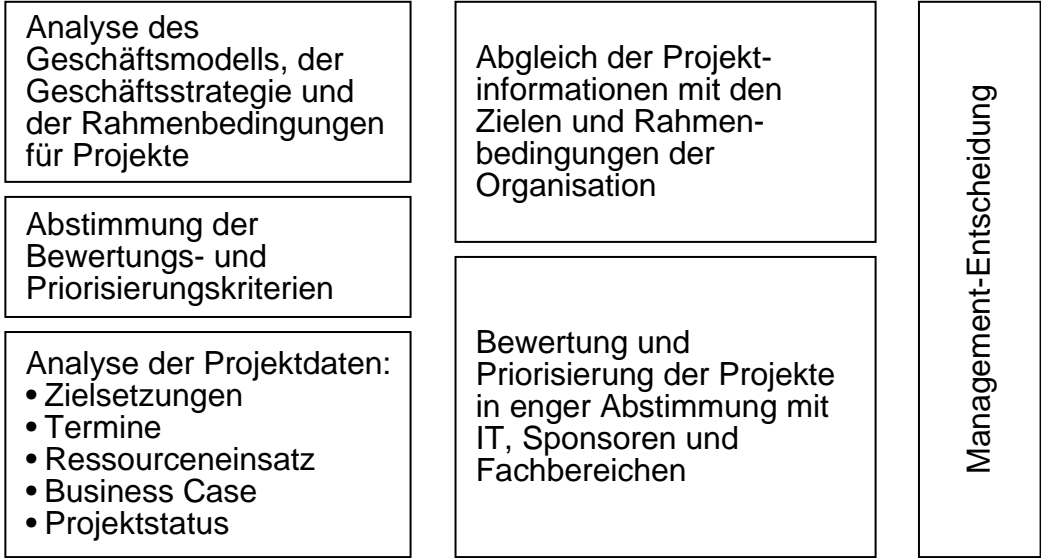 Analyse des
Geschäftsmodells, der
Geschäftsstrategie und
der Rahmenbedingungen
für Projekte
Abstimmung der
Bewertungs- und
Priorisierungskriterien
Analyse der Projektdaten:
• Zielsetzungen
• Termine
• Ressourceneinsatz
• Business Case
• Projektstatus
Abgleich der Projekt-
informationen mit den
Zielen und Rahmen-
bedingungen der
Organisation
Bewertung und
Priorisierung der Projekte
in enger Abstimmung mit
IT, Sponsoren und
Fachbereichen
Management-Entscheidung